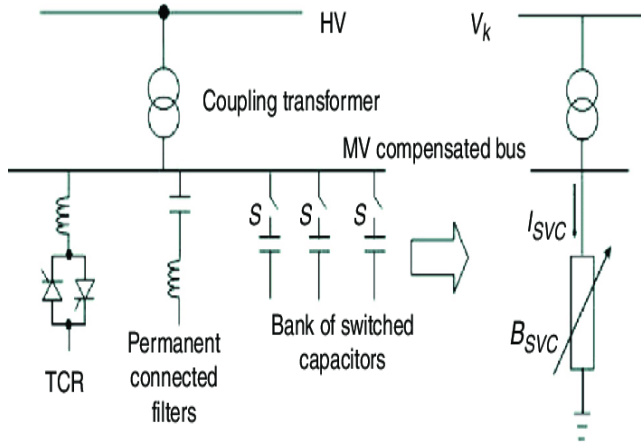 HV
V_k
Coupling transformer
MV compensated bus
S S S
I_SVC
B_SVC
TCR
Permanent
connected
filters
Bank of switched
capacitors